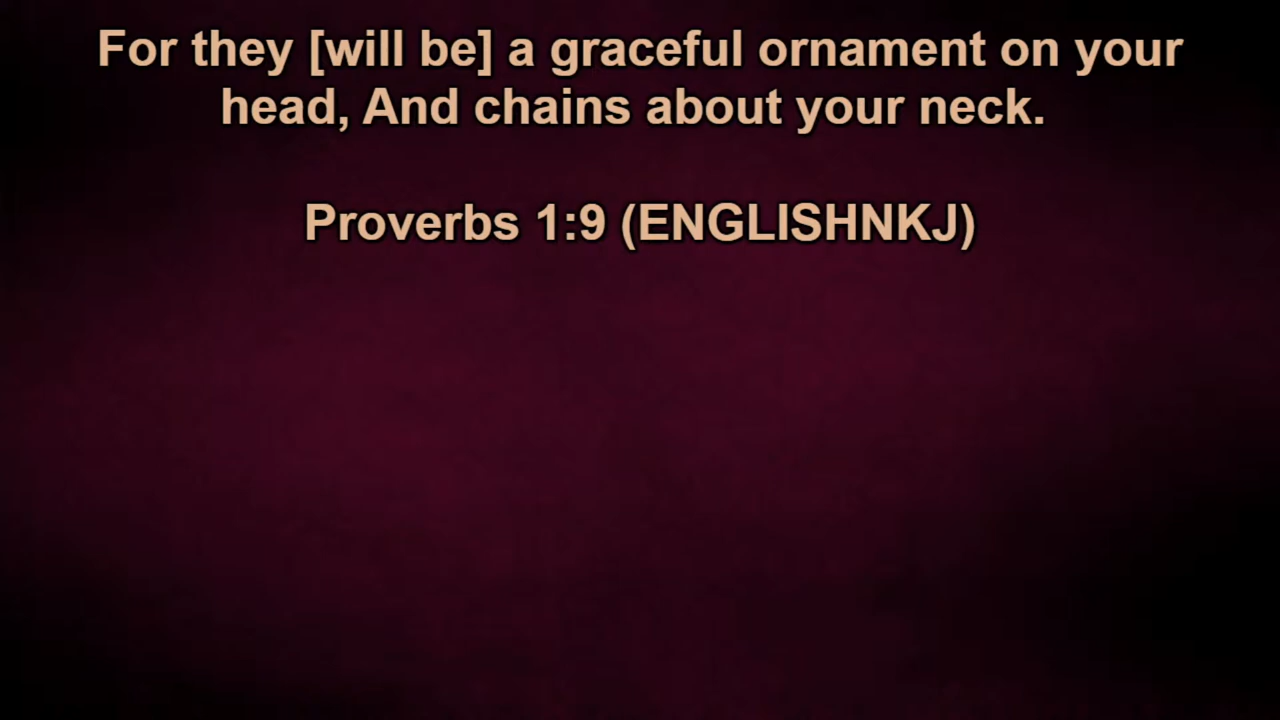 For they [will be] a graceful ornament on your
head, And chains about your neck.
Proverbs 1:9 (ENGLISHNKJ)